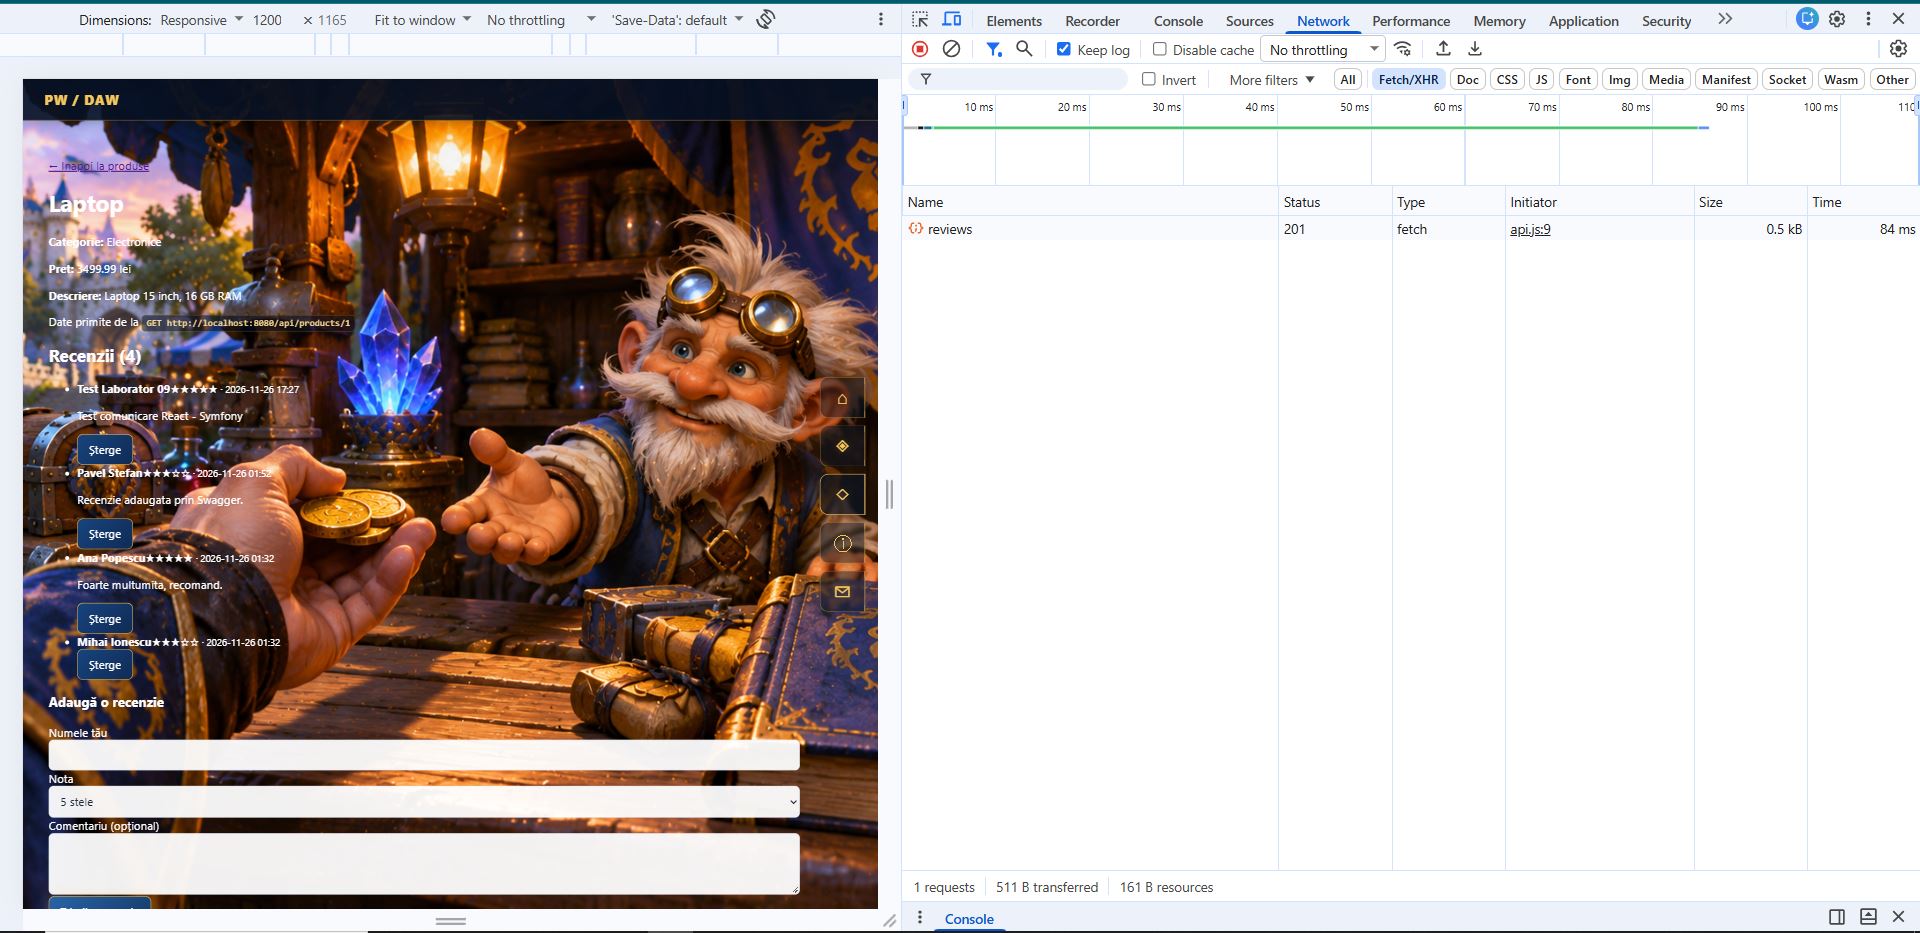 Dimensions: Responsive 1200 × 1165 Fit to window No throttling 'Save-Data': default
PW / DAW
← Inapoi la produse
Laptop
Categorie: Electronice
Pret: 3499.99 lei
Descriere: Laptop 15 inch, 16 GB RAM
Date primite de la GET http://localhost:8080/api/products/1
Recenzii (4)
• Test Laborator 09★★★★★ · 2026-11-26 17:27
Test comunicare React - Symfony
Șterge
• Pavel Stefan★★★☆☆ · 2026-11-26 01:52
Recenzie adaugata prin Swagger.
Șterge
• Ana Popescu★★★★★ · 2026-11-26 01:32
Foarte multumita, recomand.
Șterge
• Mihai Ionescu★★★☆☆ · 2026-11-26 01:32
Șterge
Adaugă o recenzie
Numele tău
Nota
5 stele
Comentariu (opțional)
Elements Recorder Console Sources Network Performance Memory Application Security
Keep log Disable cache No throttling
Invert More filters All Fetch/XHR Doc CSS JS Font Img Media Manifest Socket Wasm Other
10 ms 20 ms 30 ms 40 ms 50 ms 60 ms 70 ms 80 ms 90 ms 100 ms 110
Name Status Type Initiator Size Time
reviews 201 fetch api.js:9 0.5 kB 84 ms
1 requests 511 B transferred 161 B resources
Console